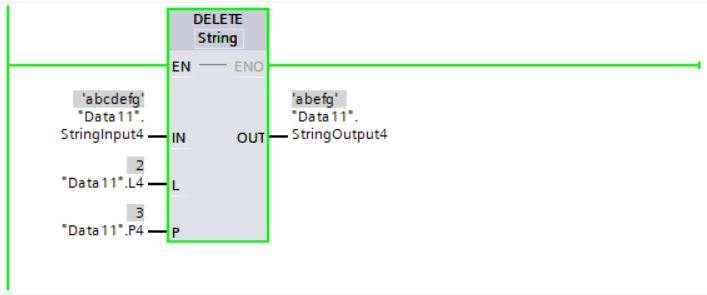 DELETE
String
EN ENO
'abcdefg' 'abefg'
"Data11". "Data11".
StringInput4 IN OUT StringOutput4
2
"Data11".L4 L
3
"Data11".P4 P